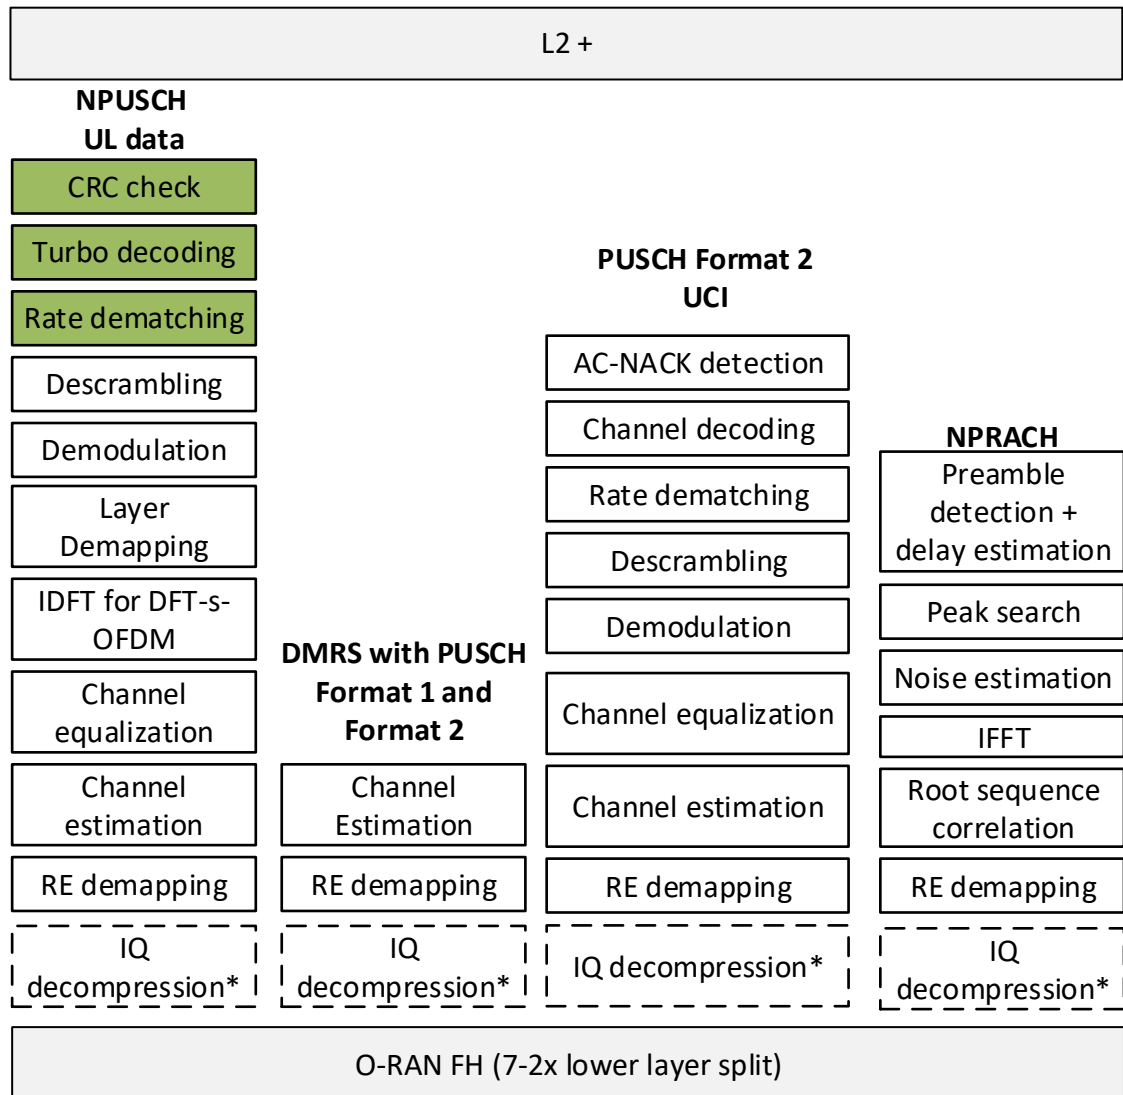 L2 +
NPUSCH
UL data
CRC check
Turbo decoding
Rate dematching
Descrambling
Demodulation
Layer
Demapping
IDFT for DFT-s-
OFDM
Channel
equalization
Channel
estimation
RE demapping
IQ
decompression*
DMRS with PUSCH
Format 1 and
Format 2
Channel
Estimation
RE demapping
IQ
decompression*
PUSCH Format 2
UCI
AC-NACK detection
Channel decoding
Rate dematching
Descrambling
Demodulation
Channel equalization
Channel estimation
RE demapping
IQ decompression*
NPRACH
Preamble
detection +
delay estimation
Peak search
Noise estimation
IFFT
Root sequence
correlation
RE demapping
IQ
decompression*
O-RAN FH (7-2x lower layer split)